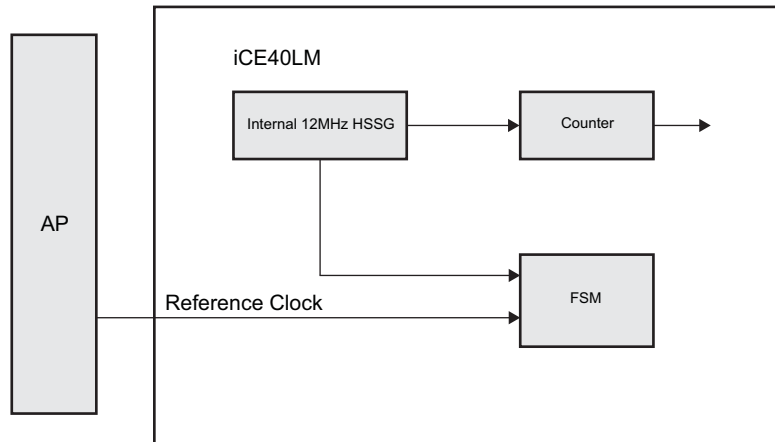 iCE40LM
Internal 12MHz HSSG
Counter
AP
FSM
Reference Clock